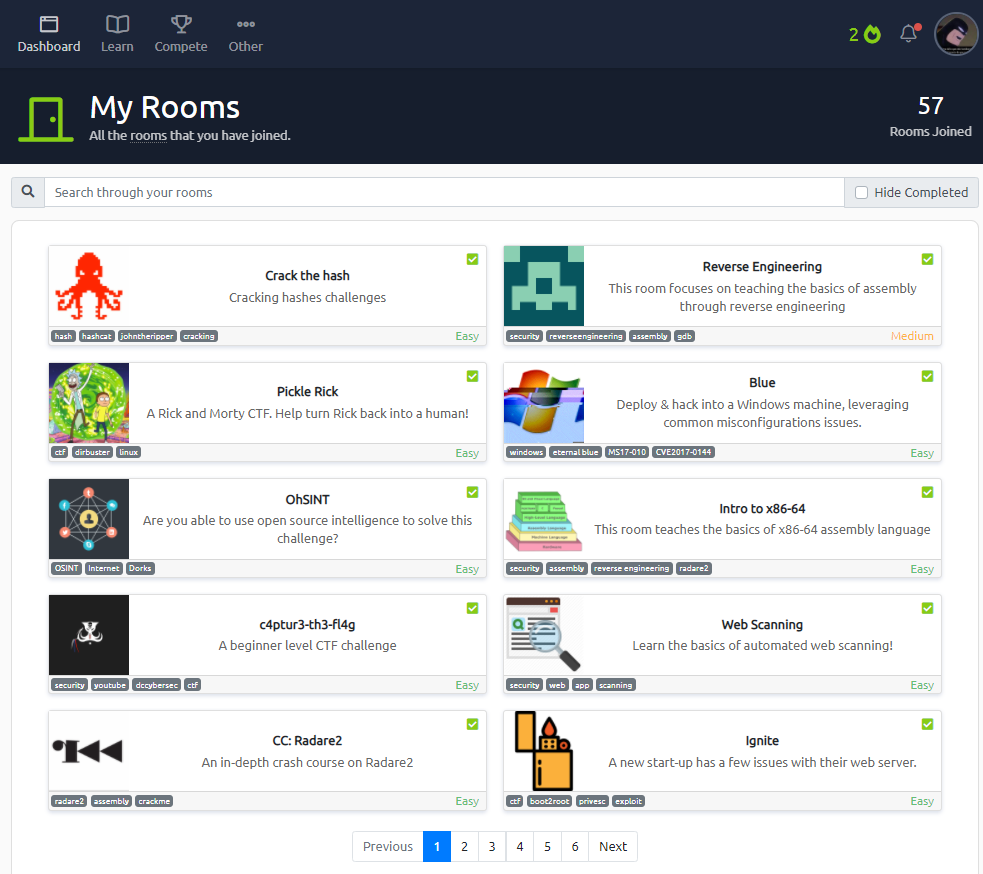 Dashboard Learn Compete Other
2
My Rooms
All the rooms that you have joined.
57
Rooms Joined
Search through your rooms
Hide Completed
Crack the hash
Cracking hashes challenges
hash hashcat johntheripper cracking
Easy
Reverse Engineering
This room focuses on teaching the basics of assembly
through reverse engineering
security reverseengineering assembly gdb
Medium
Pickle Rick
A Rick and Morty CTF. Help turn Rick back into a human!
ctf dirbuster linux
Easy
Blue
Deploy & hack into a Windows machine, leveraging
common misconfigurations issues.
windows eternal blue MS17-010 CVE2017-0144
Easy
OhSINT
Are you able to use open source intelligence to solve this
challenge?
OSINT Internet Dorks
Easy
Intro to x86-64
This room teaches the basics of x86-64 assembly language
security assembly reverse engineering radare2
Easy
c4ptur3-th3-fl4g
A beginner level CTF challenge
security youtube dccybersec ctf
Easy
Web Scanning
Learn the basics of automated web scanning!
security web app scanning
Easy
CC: Radare2
An in-depth crash course on Radare2
radare2 assembly crackme
Easy
Ignite
A new start-up has a few issues with their web server.
ctf boot2root privesc exploit
Easy
Previous 1 2 3 4 5 6 Next